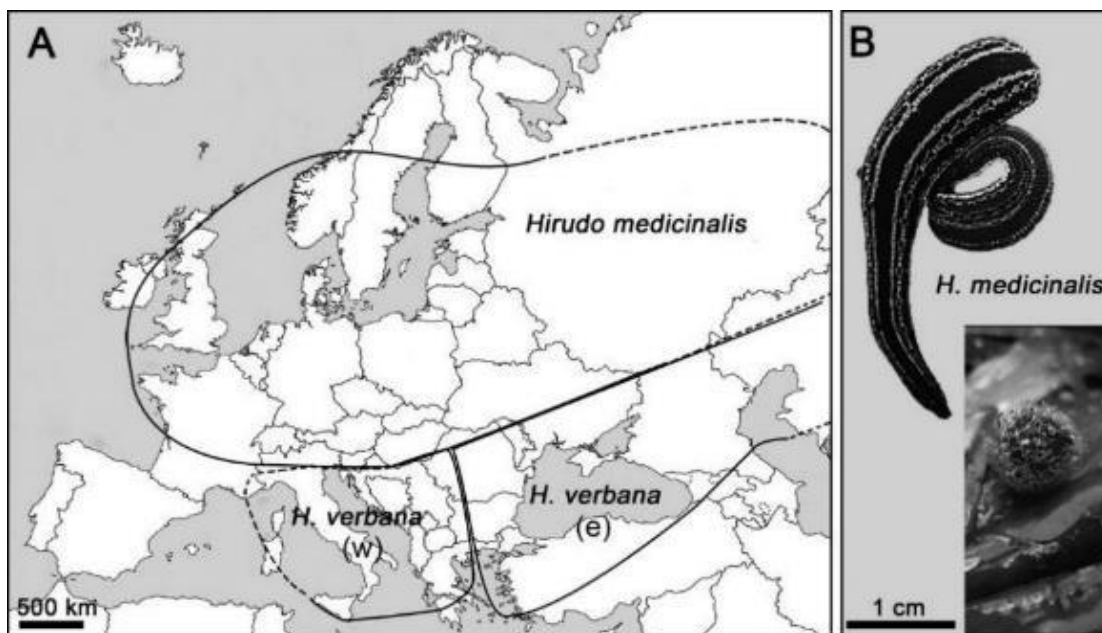 A
Hirudo medicinalis
H. verbana
(w)
H. verbana
(e)
500 km
B
H. medicinalis
1 cm